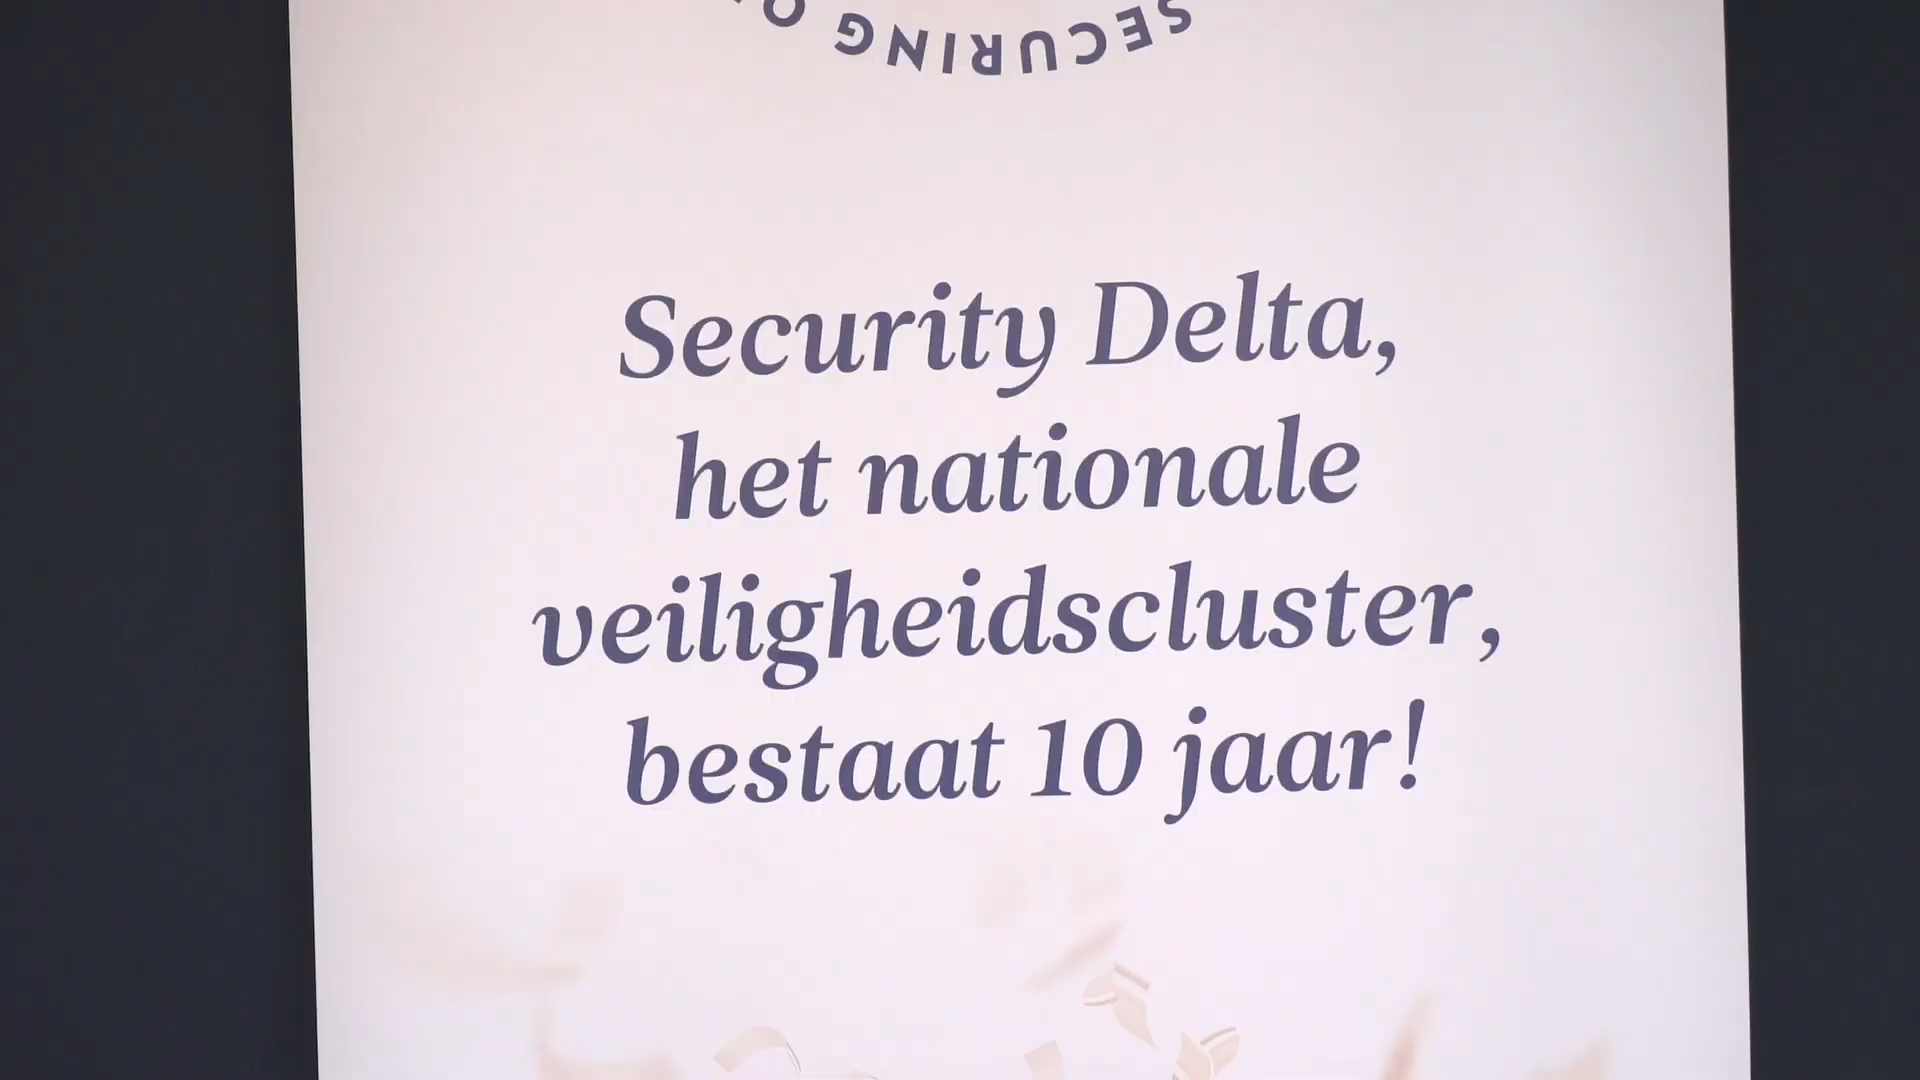 SECURING
Security Delta,
het nationale
veiligheidscluster,
bestaat 10 jaar!